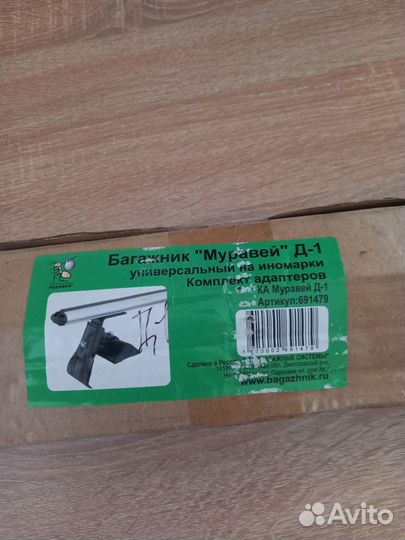 Багажник "Муравей" Д-1
универсальный на иномарки
Комплект адаптеров
КА Муравей Д-1
Артикул:691479
муравей
Д-1
Сделано в
www.bagazhnik.ru
Avito